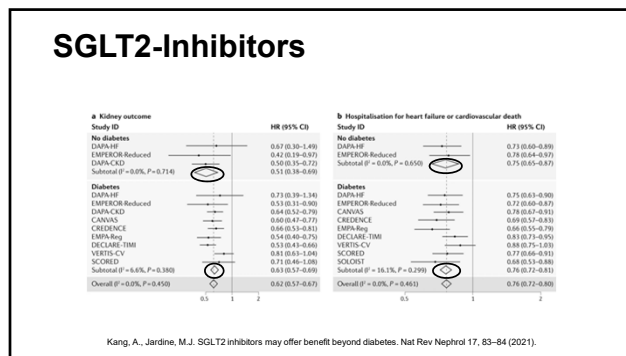 SGLT2-Inhibitors
a Kidney outcome
Study ID HR (95% CI)
No diabetes
DAPA-HF 0.67 (0.30–1.49)
EMPEROR-Reduced 0.42 (0.19–0.97)
DAPA-CKD 0.50 (0.35–0.72)
Subtotal (I² = 0.0%, P = 0.714) 0.51 (0.38–0.69)
Diabetes
DAPA-HF 0.73 (0.39–1.34)
EMPEROR-Reduced 0.53 (0.31–0.90)
DAPA-CKD 0.64 (0.52–0.79)
CANVAS 0.60 (0.47–0.77)
CREDENCE 0.66 (0.53–0.81)
EMPA-Reg 0.54 (0.40–0.75)
DECLARE-TIMI 0.53 (0.43–0.66)
VERTIS-CV 0.81 (0.63–1.04)
SCORED 0.71 (0.46–1.08)
Subtotal (I² = 6.6%, P = 0.380) 0.63 (0.57–0.69)
Overall (I² = 0.0%, P = 0.450) 0.62 (0.57–0.67)
0.5 1 2
b Hospitalisation for heart failure or cardiovascular death
Study ID HR (95% CI)
No diabetes
DAPA-HF 0.73 (0.60–0.89)
EMPEROR-Reduced 0.78 (0.64–0.97)
Subtotal (I² = 0.0%, P = 0.650) 0.75 (0.65–0.87)
Diabetes
DAPA-HF 0.75 (0.63–0.90)
EMPEROR-Reduced 0.72 (0.60–0.87)
CANVAS 0.78 (0.67–0.91)
CREDENCE 0.69 (0.57–0.83)
EMPA-Reg 0.66 (0.55–0.79)
DECLARE-TIMI 0.83 (0.73–0.95)
VERTIS-CV 0.88 (0.75–1.03)
SCORED 0.77 (0.66–0.91)
SOLOIST 0.68 (0.53–0.88)
Subtotal (I² = 16.1%, P = 0.299) 0.76 (0.72–0.81)
Overall (I² = 0.0%, P = 0.461) 0.76 (0.72–0.80)
0.5 1 2
Kang, A., Jardine, M.J. SGLT2 inhibitors may offer benefit beyond diabetes. Nat Rev Nephrol 17, 83–84 (2021).